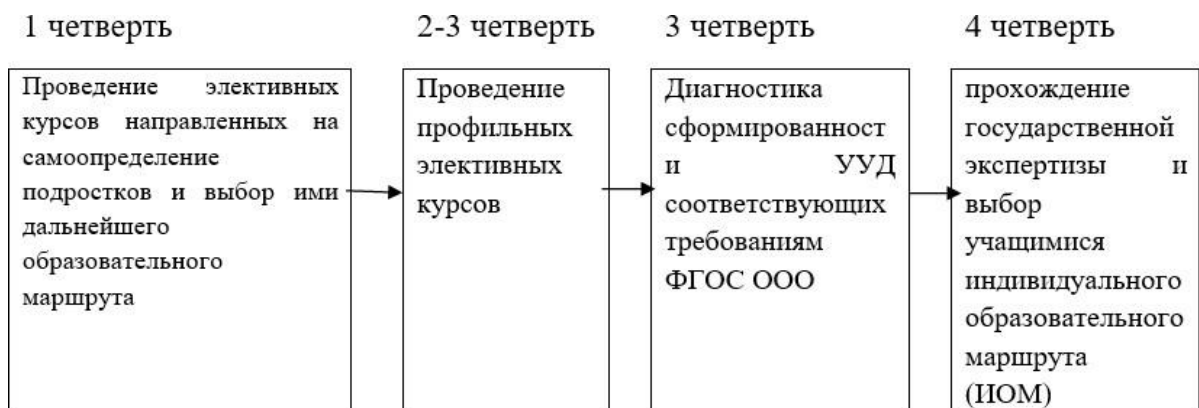 1 четверть
2-3 четверть
3 четверть
4 четверть
Проведение элективных
курсов направленных на
самоопределение
подростков и выбор ими
дальнейшего
образовательного
маршрута
Проведение
профильных
элективных
курсов
Диагностика
сформированност
и УУД
соответствующих
требованиям
ФГОС ООО
прохождение
государственной
экспертизы и
выбор
учащимися
индивидуального
образовательного
маршрута
(ИОМ)